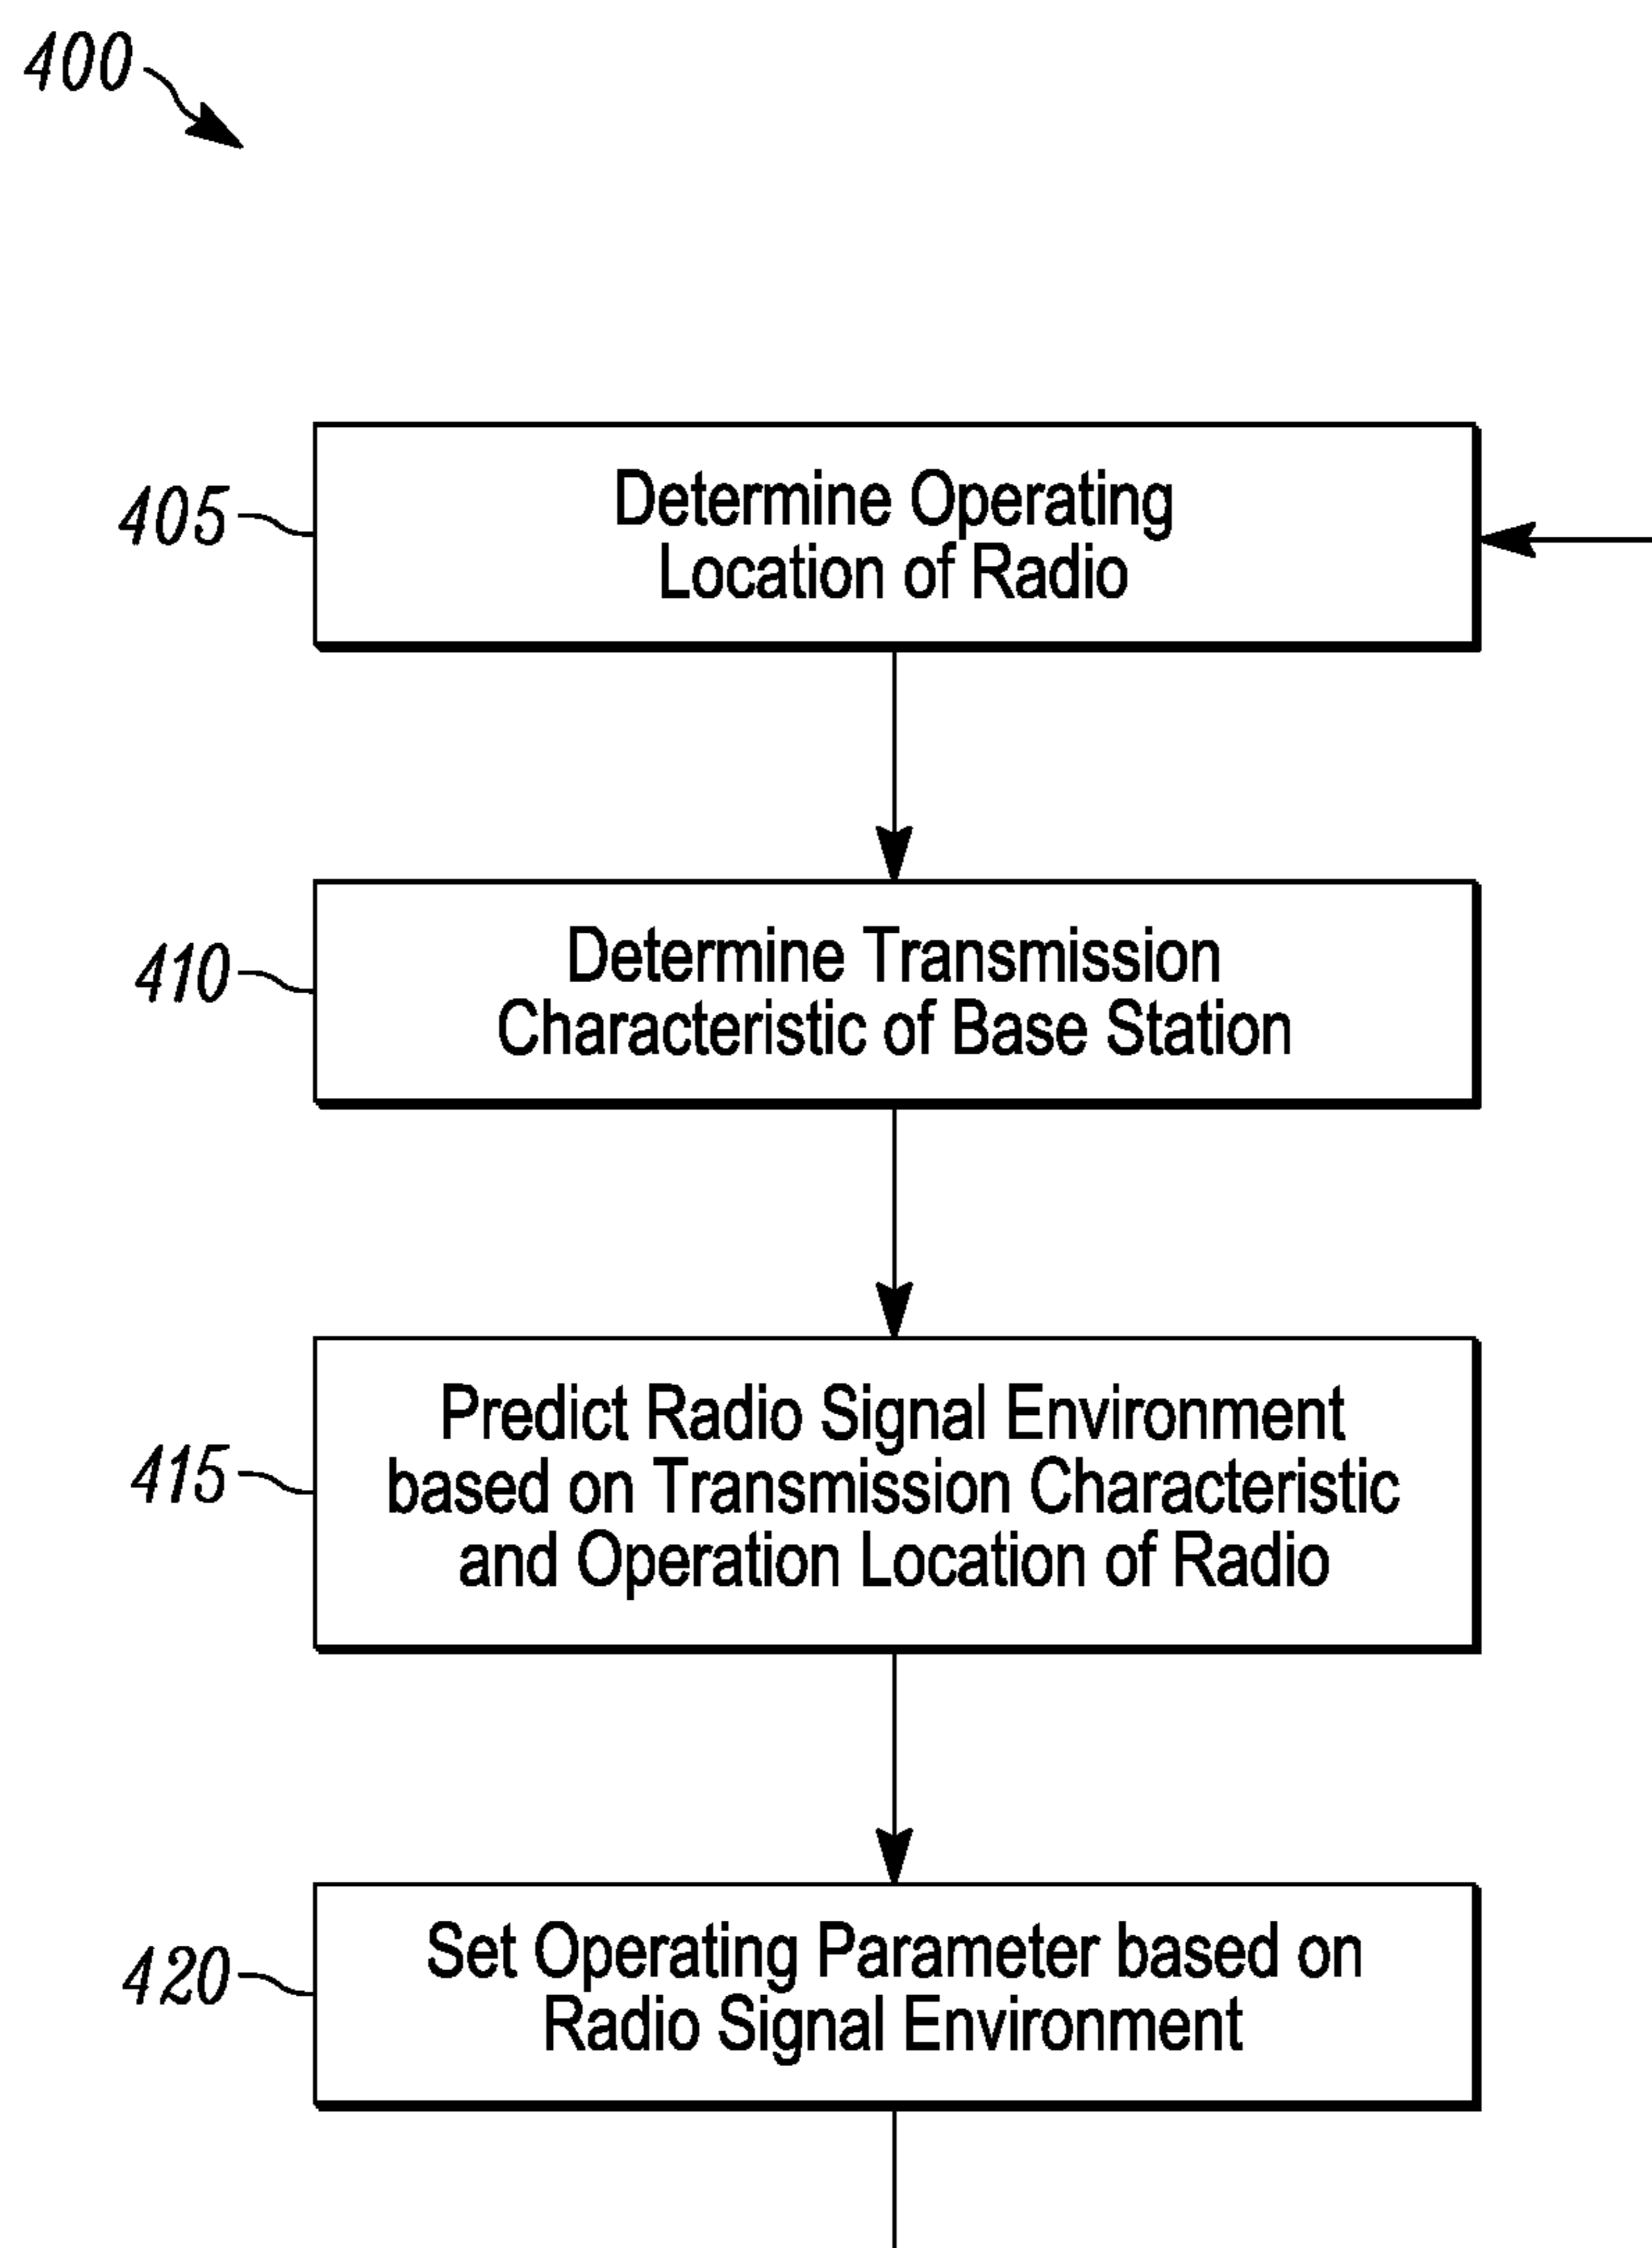 400
405
Determine Operating
Location of Radio
410
Determine Transmission
Characteristic of Base Station
415
Predict Radio Signal Environment
based on Transmission Characteristic
and Operation Location of Radio
420
Set Operating Parameter based on
Radio Signal Environment